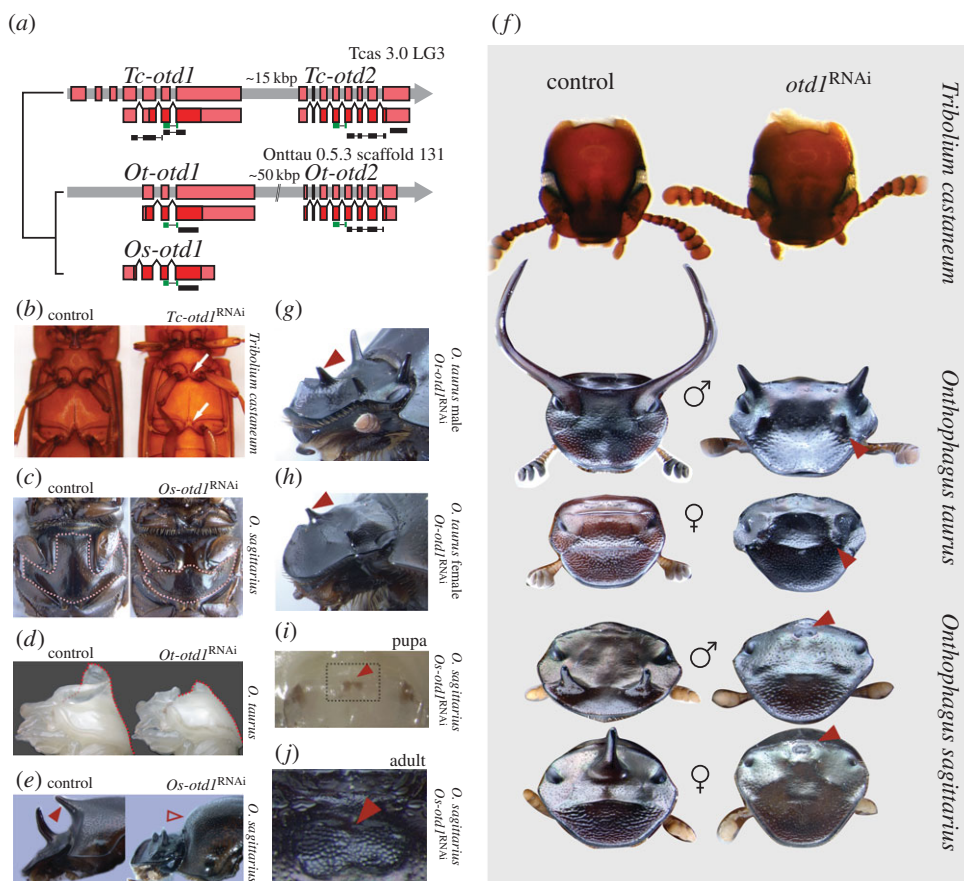 (a)
Tcas 3.0 LG3
Tc-otd1 ~15 kbp Tc-otd2
Onttau 0.5.3 scaffold 131
Ot-otd1 ~50 kbp Ot-otd2
Os-otd1
(b)
control Tc-otd1RNAi
Tribolium castaneum
(c)
control Os-otd1RNAi
O. sagittarius
(d)
control Ot-otd1RNAi
O. taurus
(e)
control Os-otd1RNAi
O. sagittarius
(g)
O. taurus male
Ot-otd1RNAi
(h)
O. taurus female
Ot-otd1RNAi
(i)
pupa
O. sagittarius
Os-otd1RNAi
(j)
adult
O. sagittarius
Os-otd1RNAi
(f)
control otd1RNAi
Tribolium castaneum
♂
♀
Onthophagus taurus
♂
♀
Onthophagus sagittarius